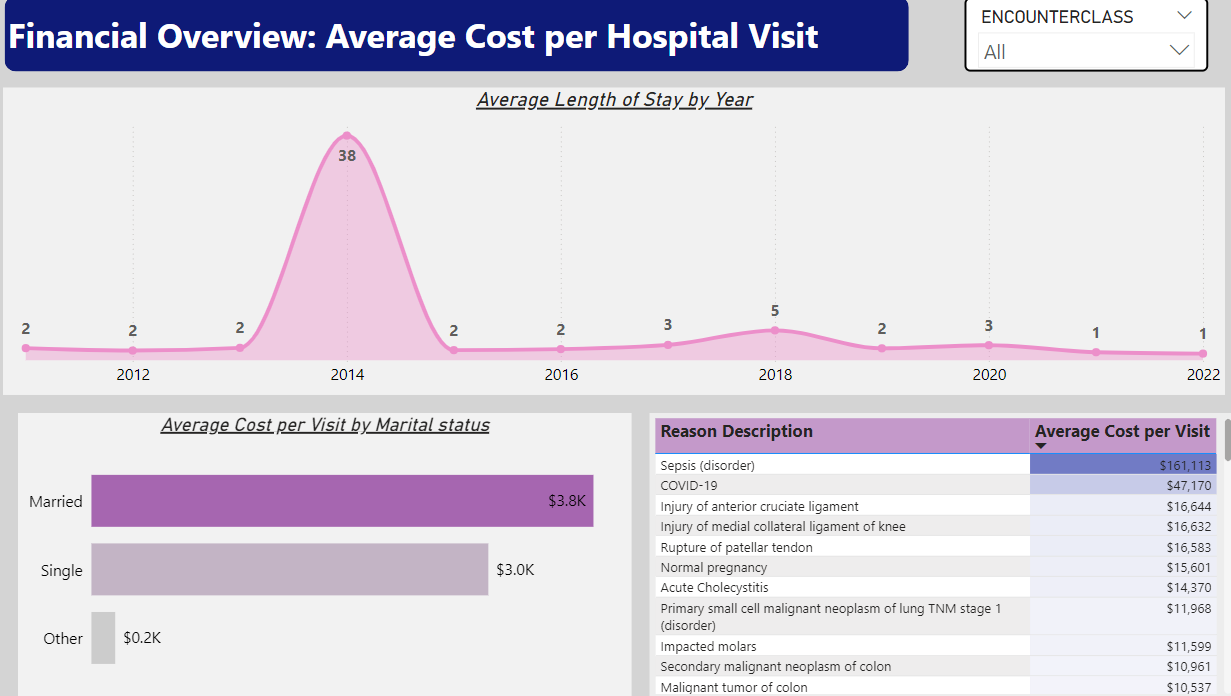 Financial Overview: Average Cost per Hospital Visit
ENCOUNTERCLASS
All
Average Length of Stay by Year
38
2
2
2
2
2
3
5
2
3
1
1
2012
2014
2016
2018
2020
2022
Average Cost per Visit by Marital status
Married
$3.8K
Single
$3.0K
Other
$0.2K
Reason Description Average Cost per Visit
Sepsis (disorder) $161,113
COVID-19 $47,170
Injury of anterior cruciate ligament $16,644
Injury of medial collateral ligament of knee $16,632
Rupture of patellar tendon $16,583
Normal pregnancy $15,601
Acute Cholecystitis $14,370
Primary small cell malignant neoplasm of lung TNM stage 1 $11,968
(disorder)
Impacted molars $11,599
Secondary malignant neoplasm of colon $10,961
Malignant tumor of colon $10,537